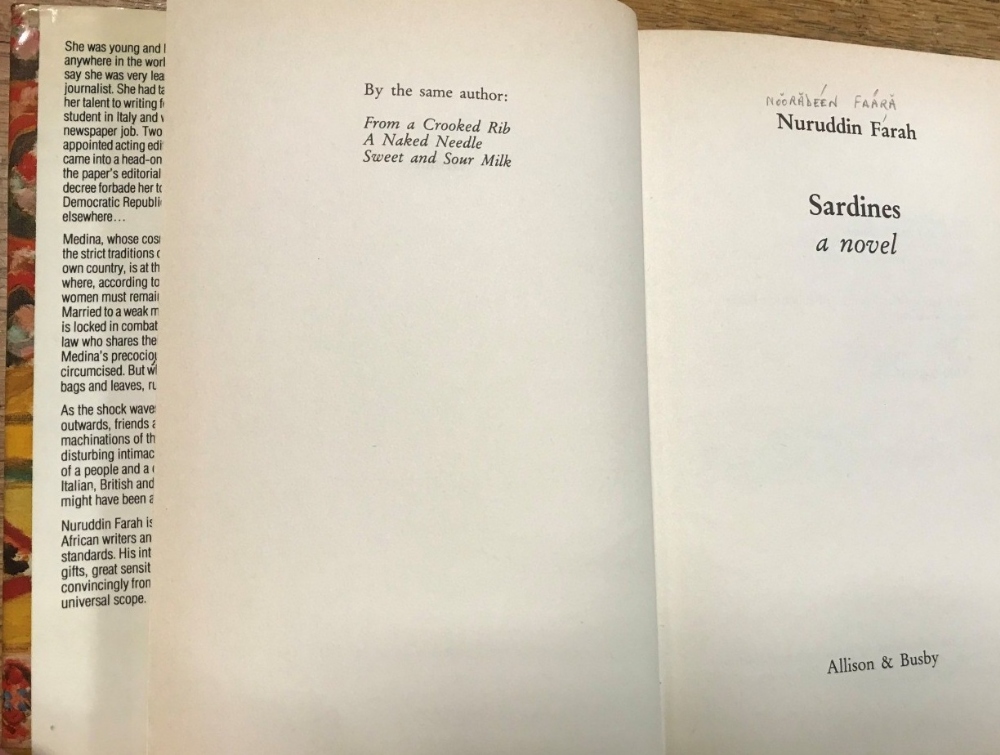 She was young and
anywhere in the worl
say she was very lea
journalist. She had ta
her talent to writing f
student in Italy and
newspaper job. Two
appointed acting edi
came into a head-on
the paper's editorial
decree forbade her to
Democratic Republi
elsewhere...
Medina, whose cos
the strict traditions
own country, is at th
where, according to
women must remai
Married to a weak m
is locked in combat
law who shares the
Medina's precociou
circumcised. But w
bags and leaves, ru
As the shock wave
outwards, friends a
machinations of th
disturbing intimac
of a people and a
Italian, British and
might have been a
Nuruddin Farah is
African writers an
standards. His int
gifts, great sensit
convincingly from
universal scope.
By the same author:
From a Crooked Rib
A Naked Needle
Sweet and Sour Milk
NŎORĂDÉEN FAÁRĂ
Nuruddin Fárah
Sardines
a novel
Allison & Busby